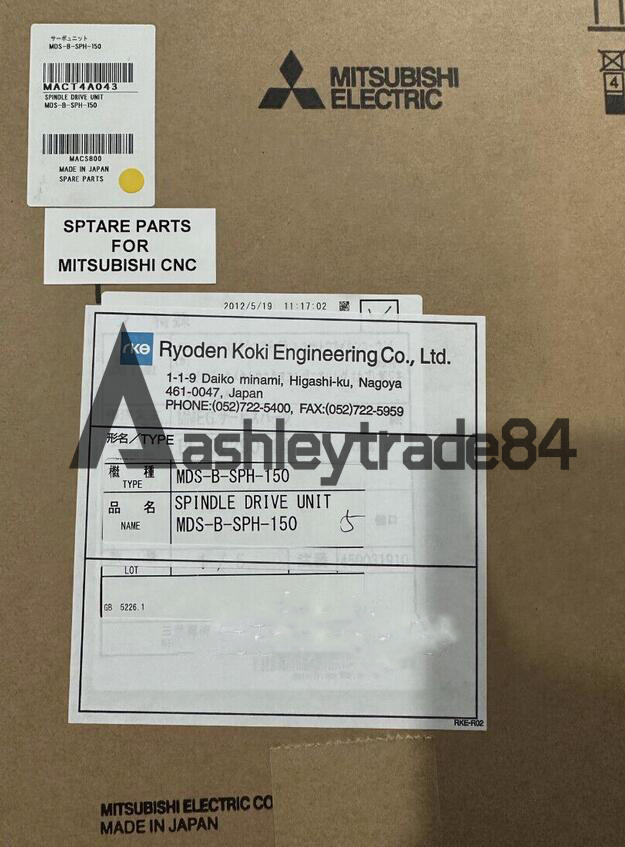 サーボユニット
MDS-B-SPH-150
MACT4A043
SPINDLE DRIVE UNIT
MDS-B-SPH-150
MACS800
MADE IN JAPAN
SPARE PARTS
MITSUBISHI
ELECTRIC
4
SPTARE PARTS
FOR
MITSUBISHI CNC
2012/5/19 11:17:02
rke Ryoden Koki Engineering Co., Ltd.
1-1-9 Daiko minami, Higashi-ku, Nagoya
461-0047, Japan
PHONE:(052)722-5400, FAX:(052)722-5959
形名／TYPE
Aashleytrade84
機種
TYPE
MDS-B-SPH-150
品名
NAME
SPINDLE DRIVE UNIT
MDS-B-SPH-150
5
LOT
GB 5226.1
RKE-R02
MITSUBISHI ELECTRIC CO
MADE IN JAPAN